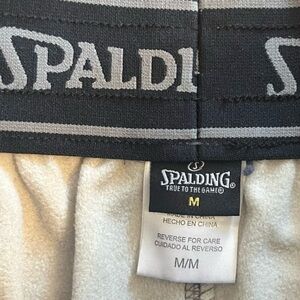 SPALDI
SPALDING®
TRUE TO THE GAME®
M
MADE IN CHINA
HECHO EN CHINA
REVERSE FOR CARE
CUIDADO AL REVERSO
M/M